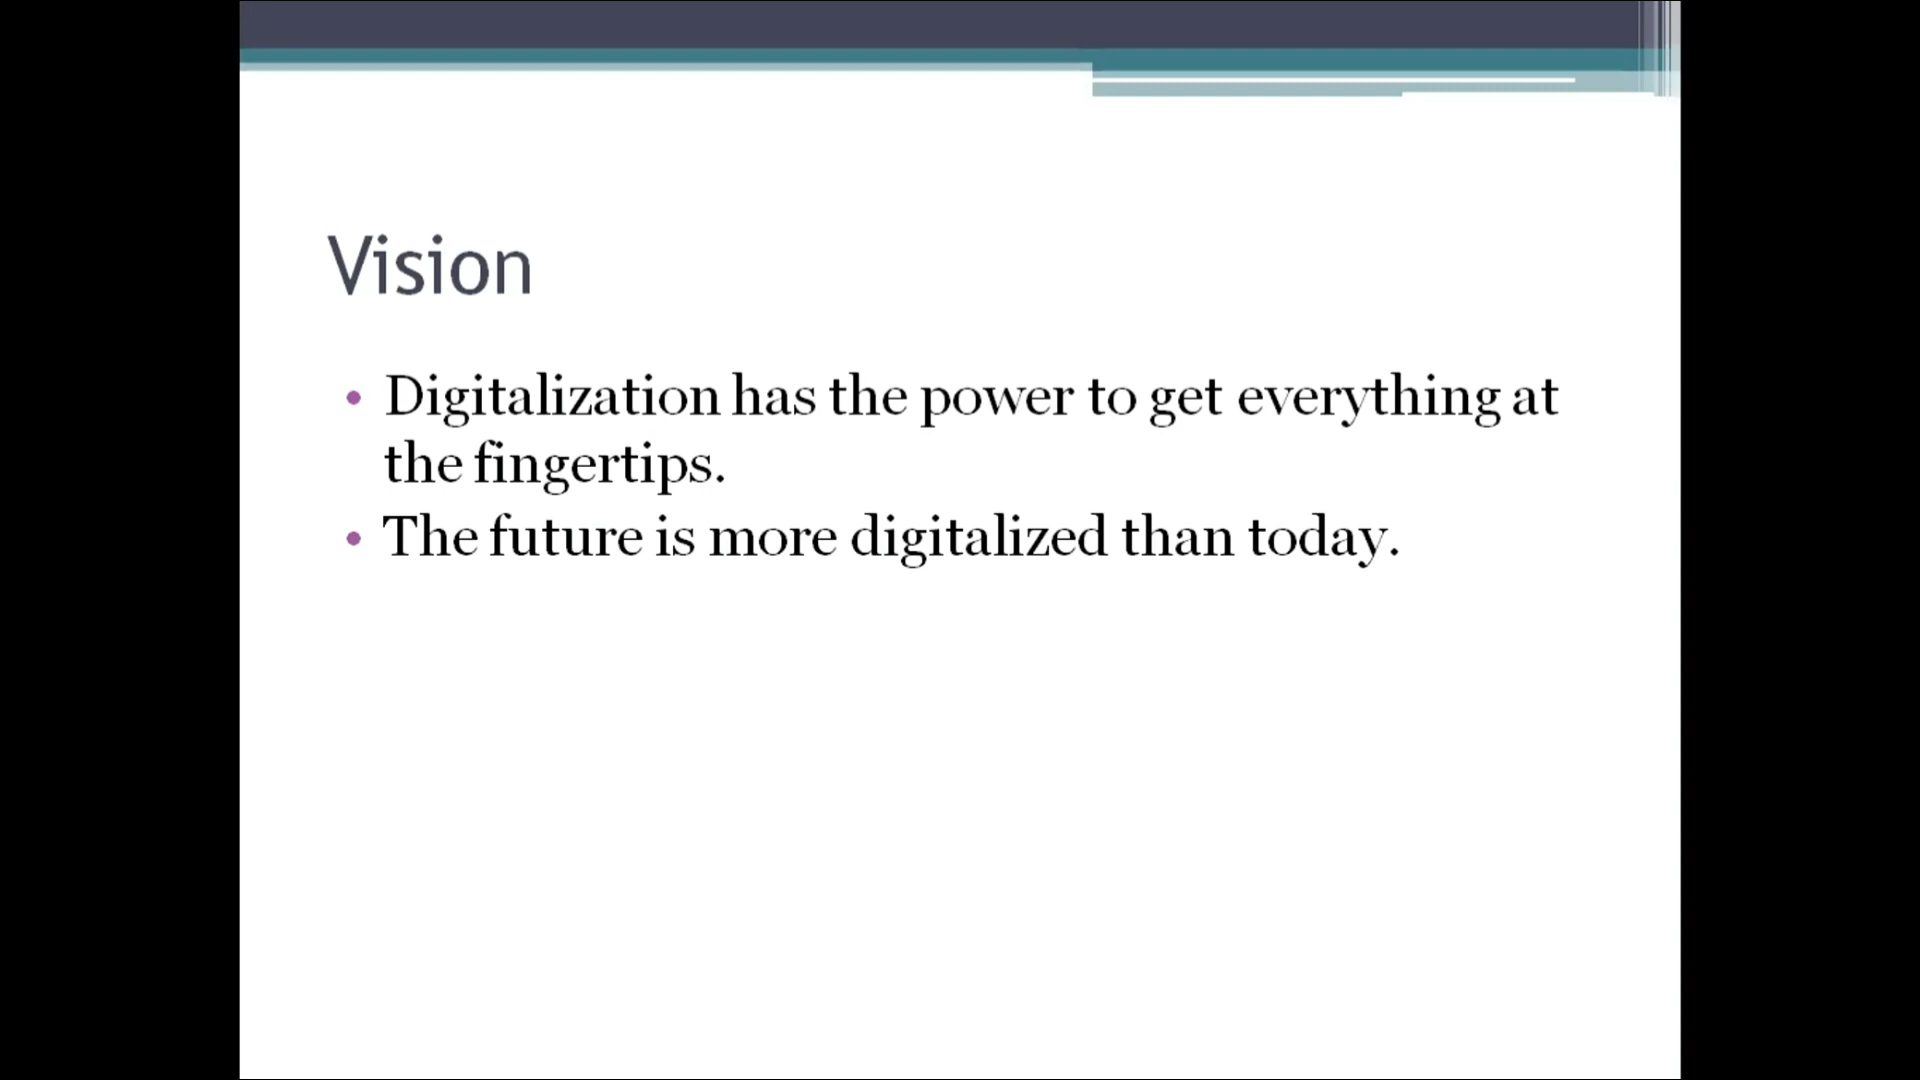 Vision
• Digitalization has the power to get everything at
the fingertips.
• The future is more digitalized than today.